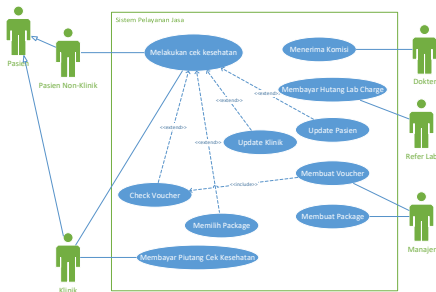 Sistem Pelayanan Jasa
Melakukan cek kesehatan
Menerima Komisi
Pasien
Pasien Non-Klinik
Dokter
Membayar Hutang Lab Charge
<<extend>>
<<extend>>
<<extend>>
<<extend>>
Update Pasien
Update Klinik
Refer Lab
Membuat Voucher
<<include>>
Check Voucher
Memilih Package
Membuat Package
Manajer
Membayar Piutang Cek Kesehatan
Klinik